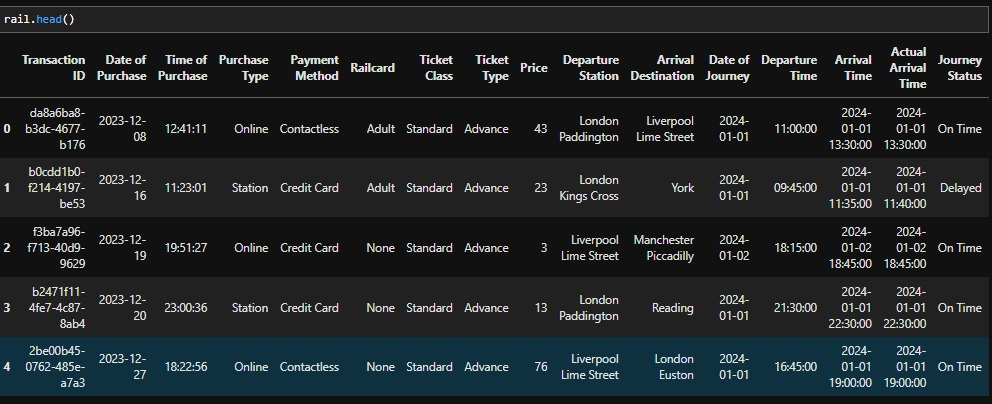 rail.head()
Transaction ID Date of Purchase Time of Purchase Purchase Type Payment Method Railcard Ticket Class Ticket Type Price Departure Station Arrival Destination Date of Journey Departure Time Arrival Time Actual Arrival Time Journey Status
0 da8a6ba8-b3dc-4677-b176 2023-12-08 12:41:11 Online Contactless Adult Standard Advance 43 London Paddington Liverpool Lime Street 2024-01-01 11:00:00 2024-01-01 13:30:00 2024-01-01 13:30:00 On Time
1 b0cdd1b0-f214-4197-be53 2023-12-16 11:23:01 Station Credit Card Adult Standard Advance 23 London Kings Cross York 2024-01-01 09:45:00 2024-01-01 11:35:00 2024-01-01 11:40:00 Delayed
2 f3ba7a96-f713-40d9-9629 2023-12-19 19:51:27 Online Credit Card None Standard Advance 3 Liverpool Lime Street Manchester Piccadilly 2024-01-02 18:15:00 2024-01-02 18:45:00 2024-01-02 18:45:00 On Time
3 b2471f11-4fe7-4c87-8ab4 2023-12-20 23:00:36 Station Credit Card None Standard Advance 13 London Paddington Reading 2024-01-01 21:30:00 2024-01-01 22:30:00 2024-01-01 22:30:00 On Time
4 2be00b45-0762-485e-a7a3 2023-12-27 18:22:56 Online Contactless None Standard Advance 76 Liverpool Lime Street London Euston 2024-01-01 16:45:00 2024-01-01 19:00:00 2024-01-01 19:00:00 On Time